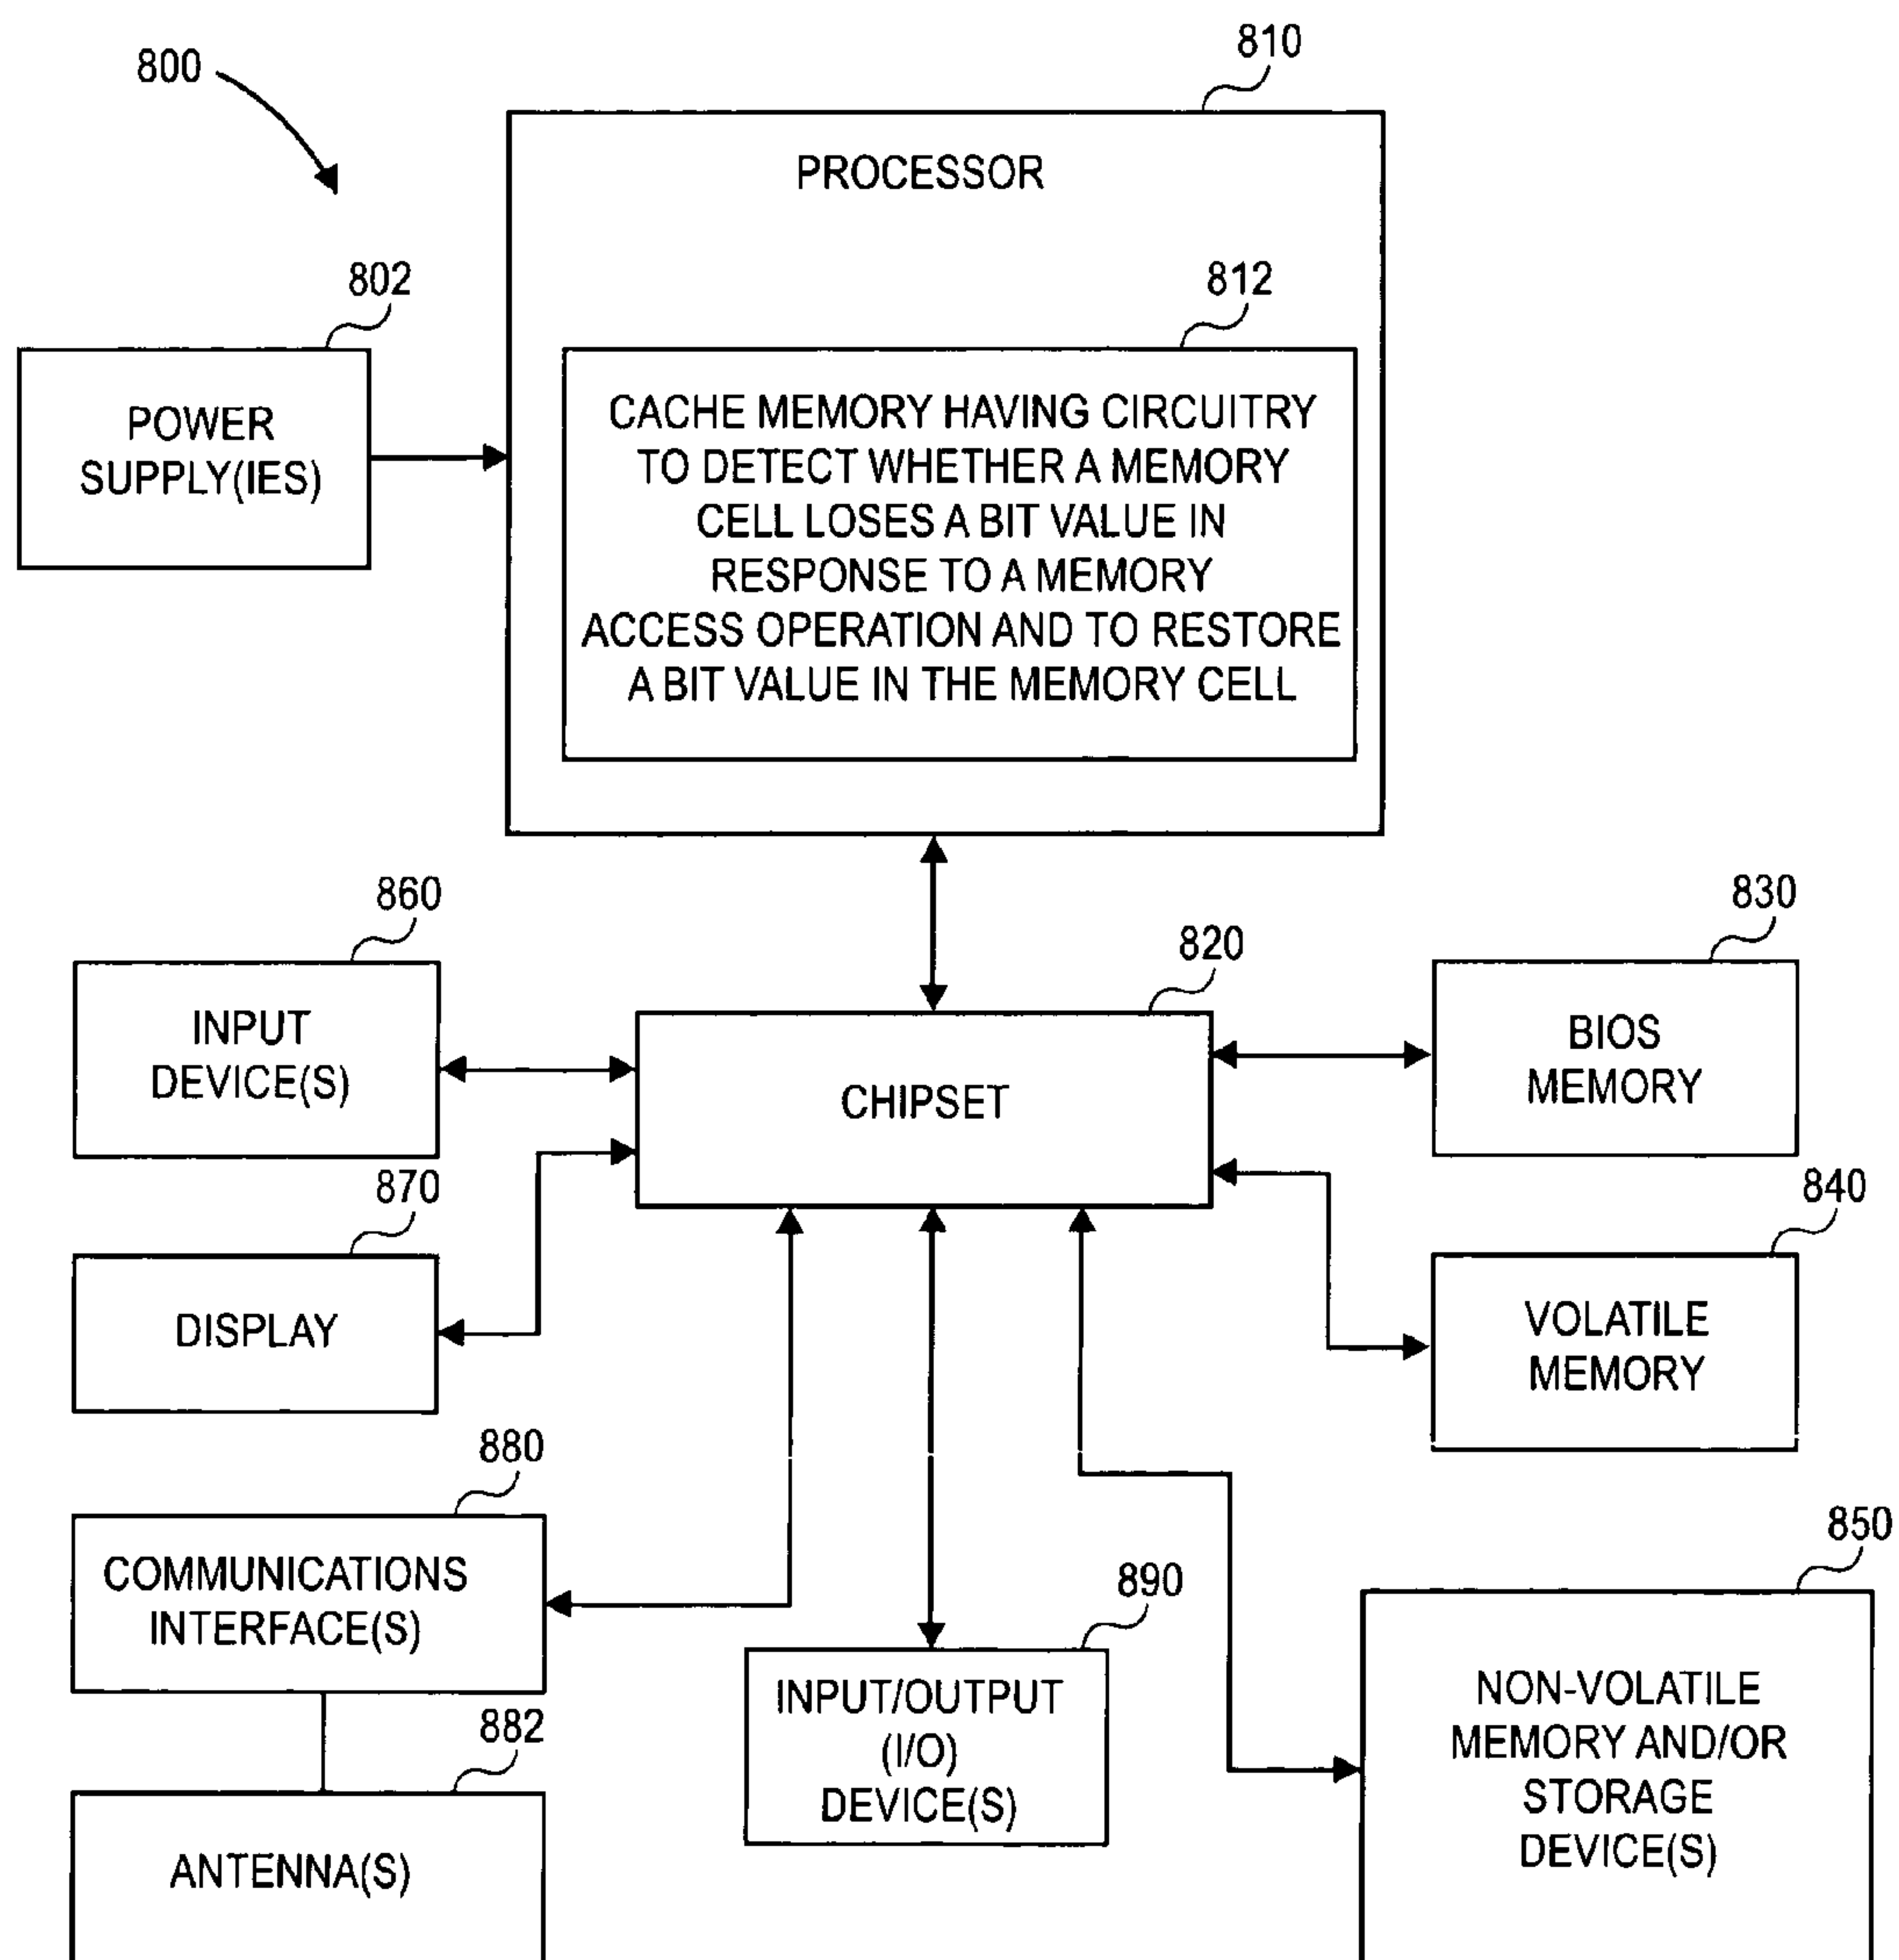 810
800
PROCESSOR
802
812
POWER
SUPPLY(IES)
CACHE MEMORY HAVING CIRCUITRY
TO DETECT WHETHER A MEMORY
CELL LOSES A BIT VALUE IN
RESPONSE TO A MEMORY
ACCESS OPERATION AND TO RESTORE
A BIT VALUE IN THE MEMORY CELL
860
830
820
INPUT
DEVICE(S)
CHIPSET
BIOS
MEMORY
870
840
DISPLAY
VOLATILE
MEMORY
880
850
COMMUNICATIONS
INTERFACE(S)
890
INPUT/OUTPUT
(I/O)
DEVICE(S)
NON-VOLATILE
MEMORY AND/OR
STORAGE
DEVICE(S)
882
ANTENNA(S)